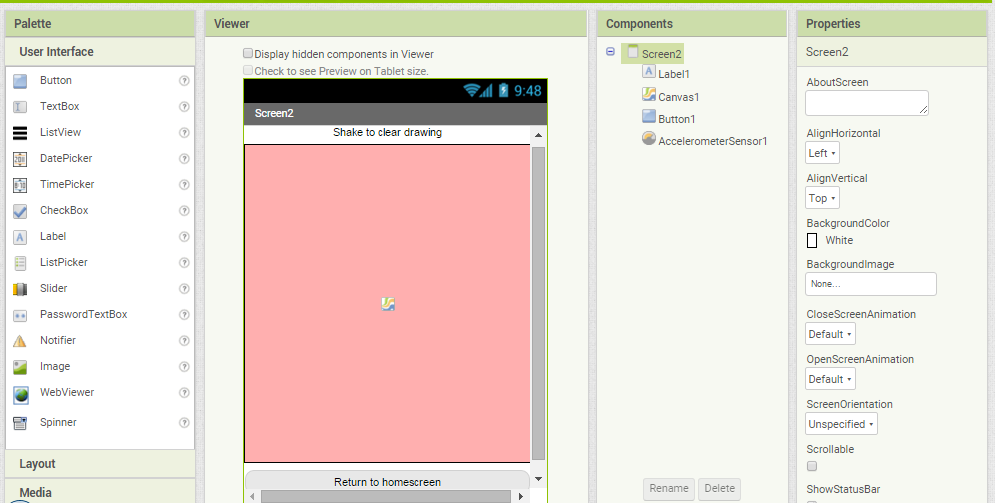 Palette
User Interface
Button
TextBox
ListView
DatePicker
TimePicker
CheckBox
Label
ListPicker
Slider
PasswordTextBox
Notifier
Image
WebViewer
Spinner
Layout
Media
Viewer
Display hidden components in Viewer
Check to see Preview on Tablet size.
9:48
Screen2
Shake to clear drawing
Return to homescreen
Components
Screen2
Label1
Canvas1
Button1
AccelerometerSensor1
Rename Delete
Properties
Screen2
AboutScreen
AlignHorizontal
Left
AlignVertical
Top
BackgroundColor
White
BackgroundImage
None...
CloseScreenAnimation
Default
OpenScreenAnimation
Default
ScreenOrientation
Unspecified
Scrollable
ShowStatusBar